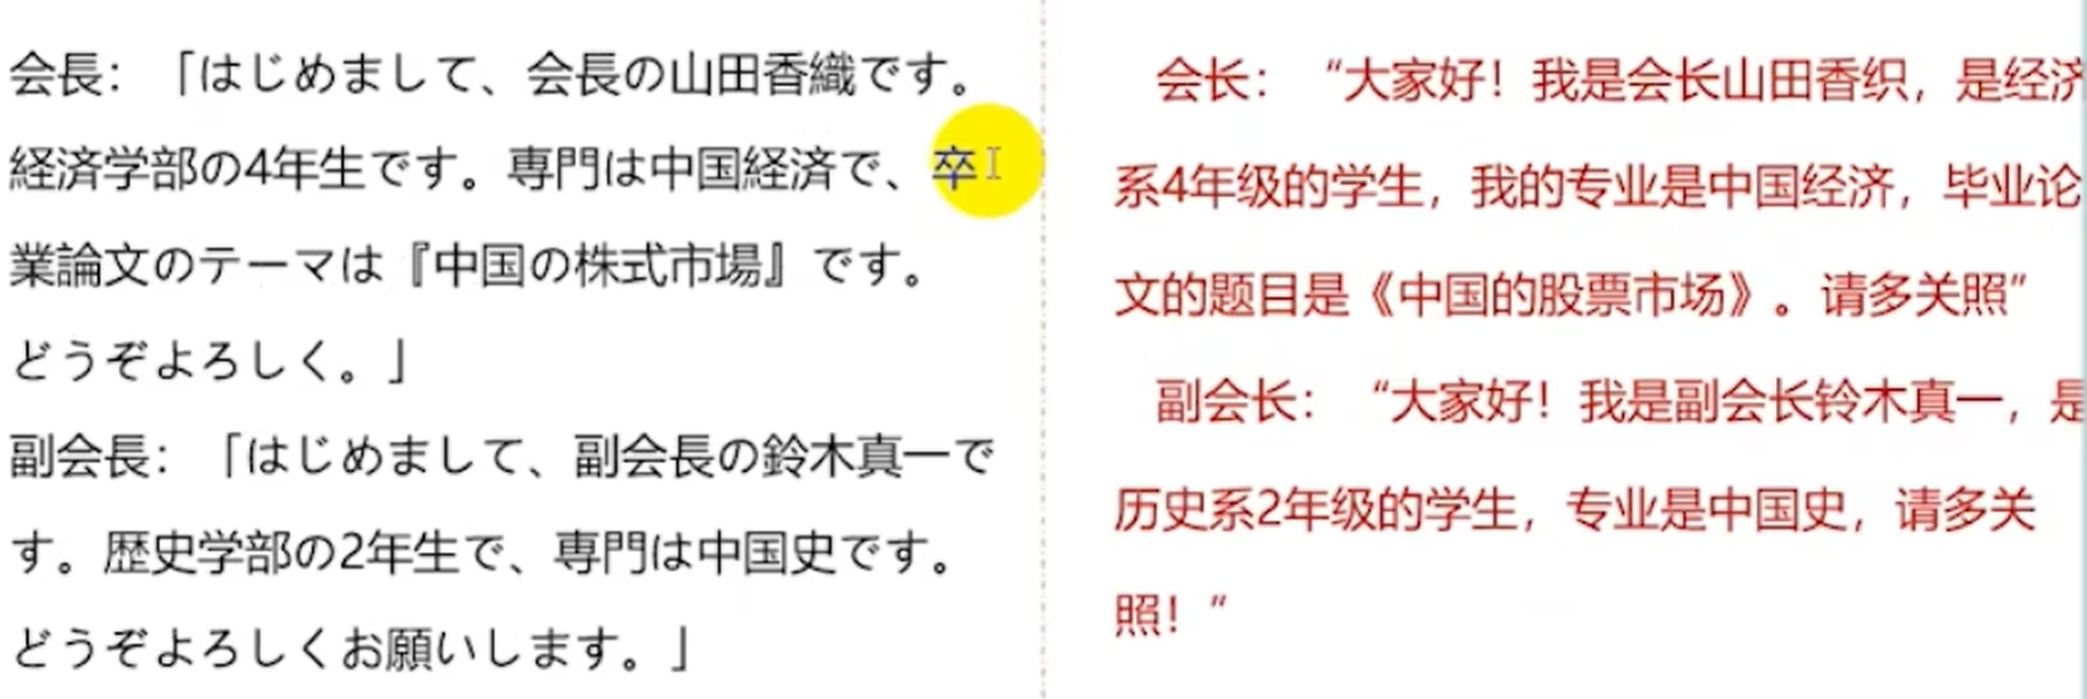 会長：「はじめまして、会長の山田香織です。
経済学部の4年生です。専門は中国経済で、卒
業論文のテーマは『中国の株式市場』です。
どうぞよろしく。」
副会長：「はじめまして、副会長の鈴木真一で
す。歴史学部の2年生で、専門は中国史です。
どうぞよろしくお願いします。」
会长：“大家好！我是会长山田香织，是经济
系4年级的学生，我的专业是中国经济，毕业论
文的题目是《中国的股票市场》。请多关照”
副会长：“大家好！我是副会长铃木真一，是
历史系2年级的学生，专业是中国史，请多关
照！”